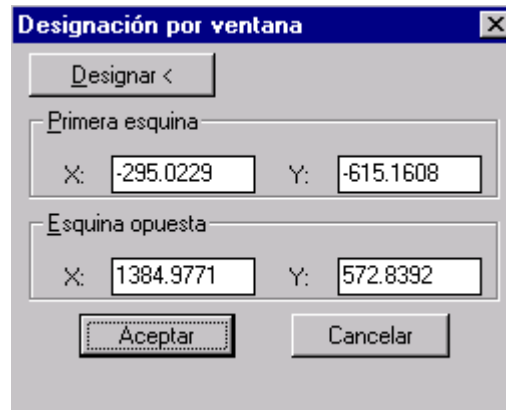 Designación por ventana
Designar <
Primera esquina
X: -295.0229 Y: -615.1608
Esquina opuesta
X: 1384.9771 Y: 572.8392
Aceptar Cancelar